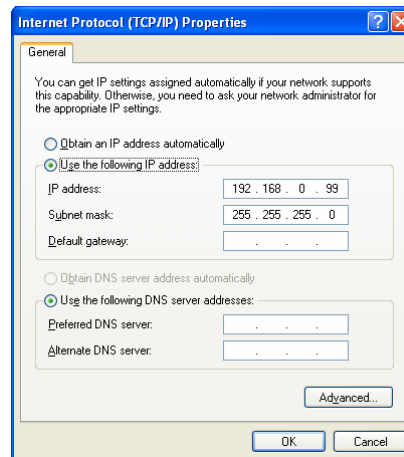 Internet Protocol (TCP/IP) Properties
General
You can get IP settings assigned automatically if your network supports
this capability. Otherwise, you need to ask your network administrator for
the appropriate IP settings.
Obtain an IP address automatically
Use the following IP address:
IP address: 192 . 168 . 0 . 99
Subnet mask: 255 . 255 . 255 . 0
Default gateway: . . .
Obtain DNS server address automatically
Use the following DNS server addresses:
Preferred DNS server: . . .
Alternate DNS server: . . .
Advanced...
OK Cancel